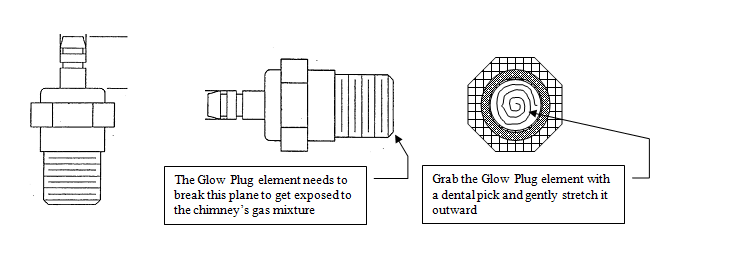 The Glow Plug element needs to
break this plane to get exposed to
the chimney's gas mixture
Grab the Glow Plug element with
a dental pick and gently stretch it
outward